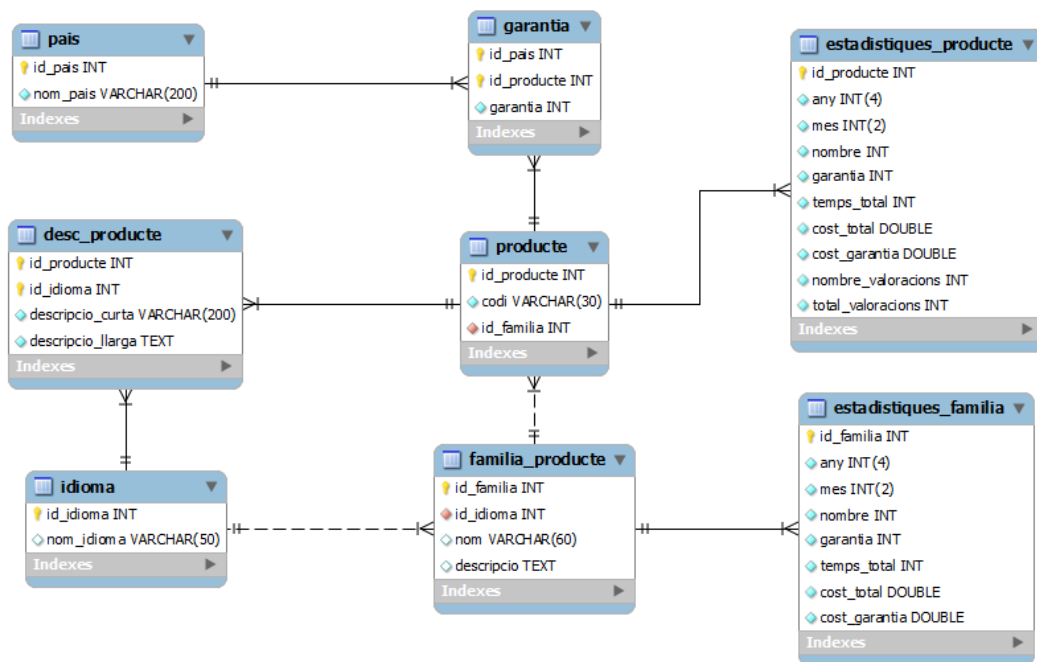 pais
id_pais INT
nom_pais VARCHAR(200)
Indexes
garantia
id_pais INT
id_producte INT
garantia INT
Indexes
estadistiques_producte
id_producte INT
any INT(4)
mes INT(2)
nombre INT
garantia INT
temps_total INT
cost_total DOUBLE
cost_garantia DOUBLE
nombre_valoracions INT
total_valoracions INT
Indexes
desc_producte
id_producte INT
id_idioma INT
descripcio_curta VARCHAR(200)
descripcio_llarga TEXT
Indexes
producte
id_producte INT
codi VARCHAR(30)
id_familia INT
Indexes
idioma
id_idioma INT
nom_idioma VARCHAR(50)
Indexes
familia_producte
id_familia INT
id_idioma INT
nom VARCHAR(60)
descripcio TEXT
Indexes
estadistiques_familia
id_familia INT
any INT(4)
mes INT(2)
nombre INT
garantia INT
temps_total INT
cost_total DOUBLE
cost_garantia DOUBLE
Indexes